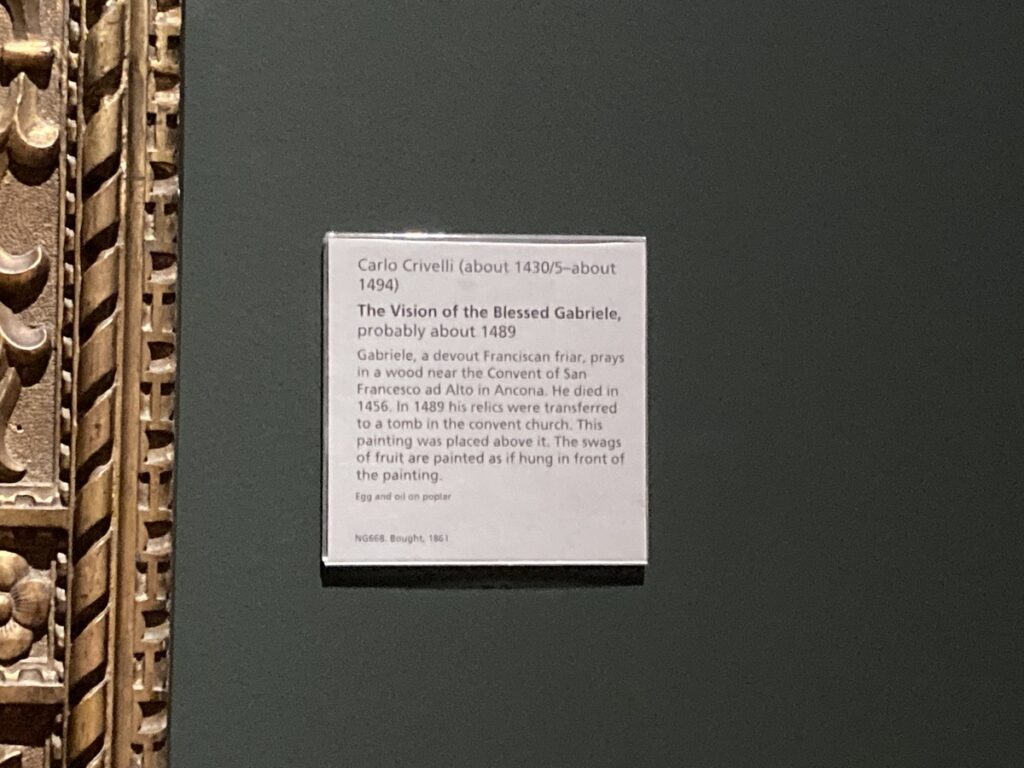 Carlo Crivelli (about 1430/5–about
1494)
The Vision of the Blessed Gabriele,
probably about 1489
Gabriele, a devout Franciscan friar, prays
in a wood near the Convent of San
Francesco ad Alto in Ancona. He died in
1456. In 1489 his relics were transferred
to a tomb in the convent church. This
painting was placed above it. The swags
of fruit are painted as if hung in front of
the painting.
Egg and oil on poplar
NG668. Bought, 1861